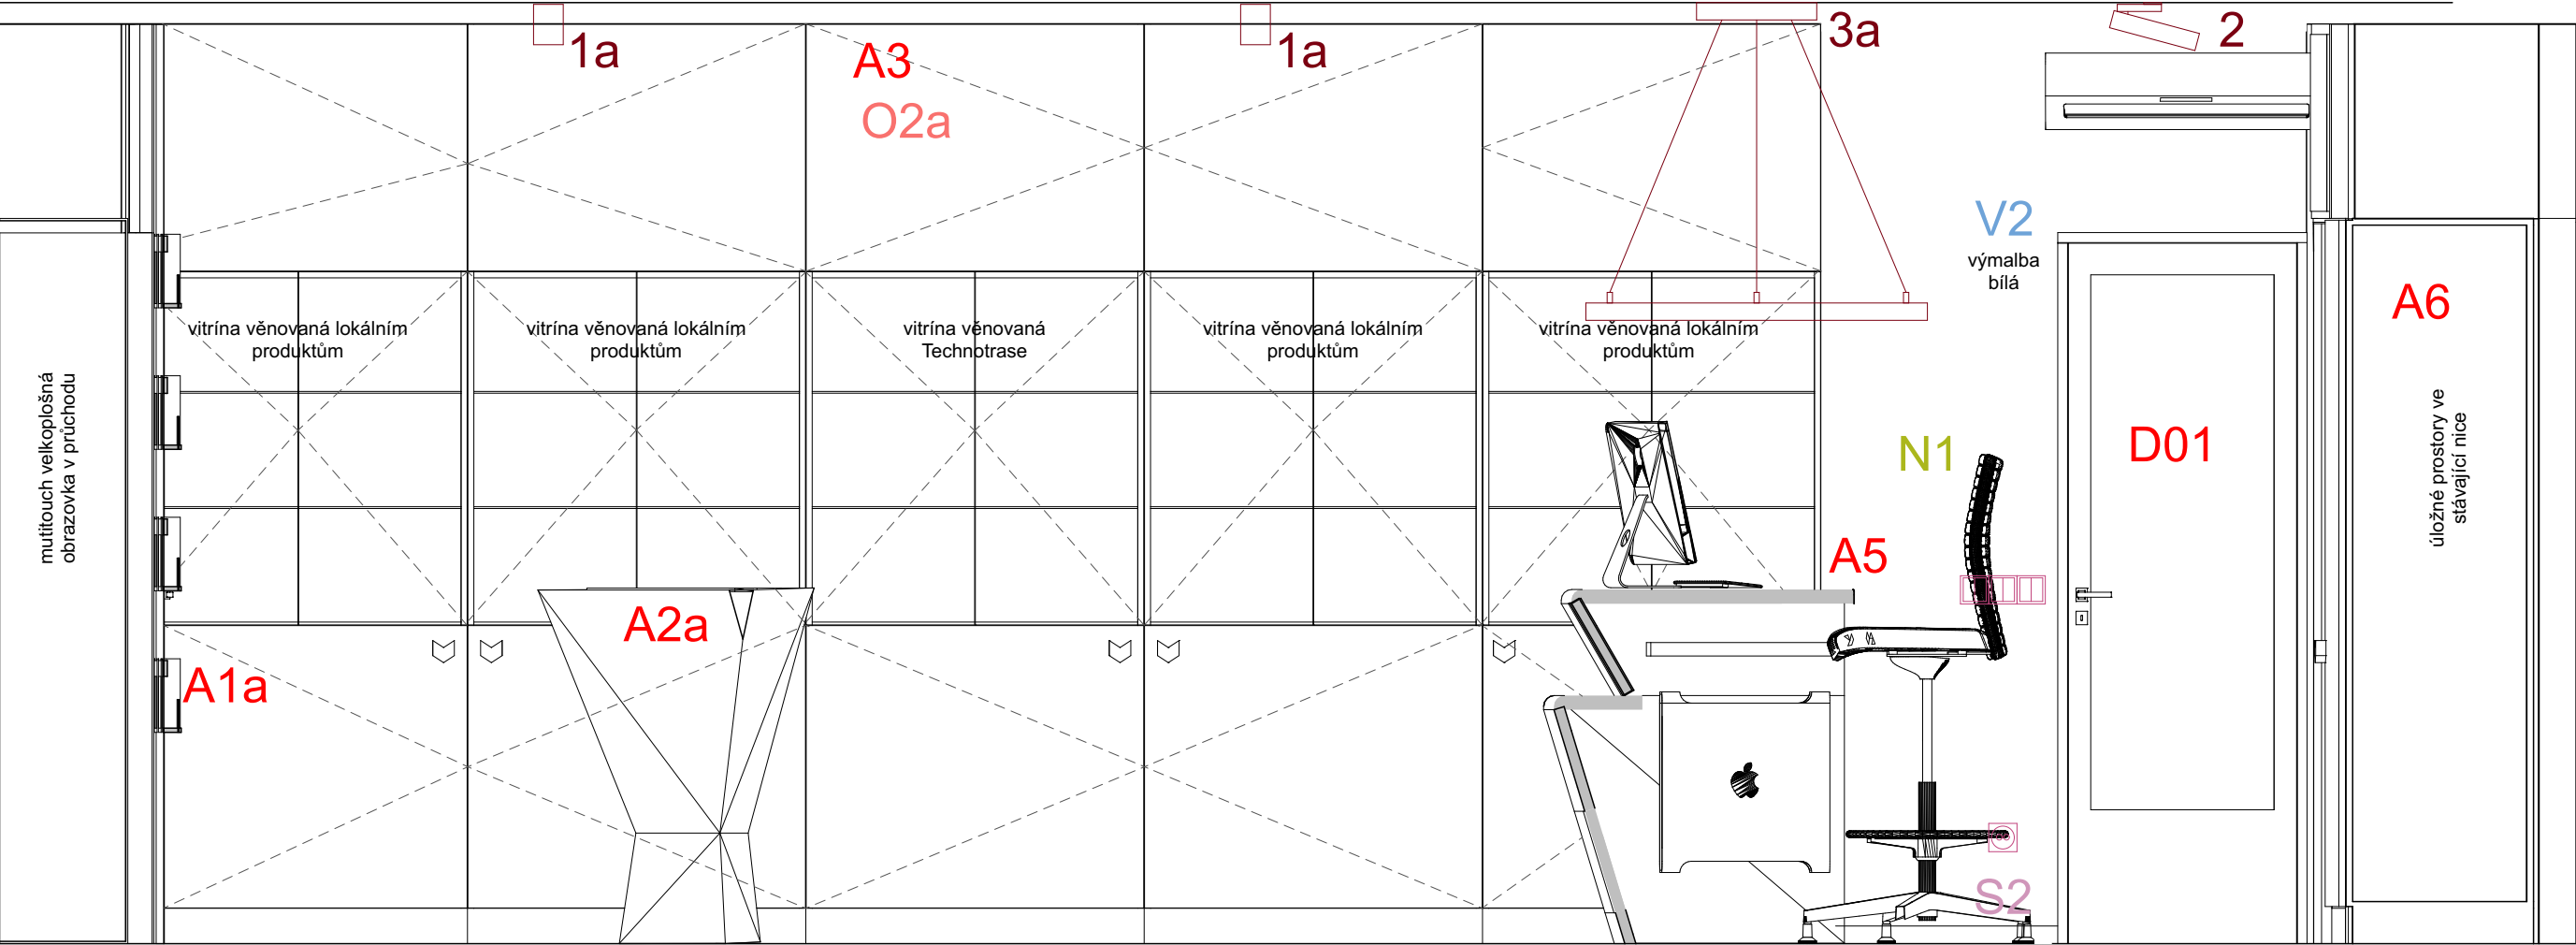 1a
1a
3a
2
A3
O2a
V2
výmalba
bílá
A6
vitrína věnovaná lokálním
produktům
vitrína věnovaná lokálním
produktům
vitrína věnovaná
Technotrase
vitrína věnovaná lokálním
produktům
vitrína věnovaná lokálním
produktům
mutitouch velkoplošná
obrazovka v průchodu
úložné prostory ve
stávající nice
N1
D01
A5
A2a
A1a
S2